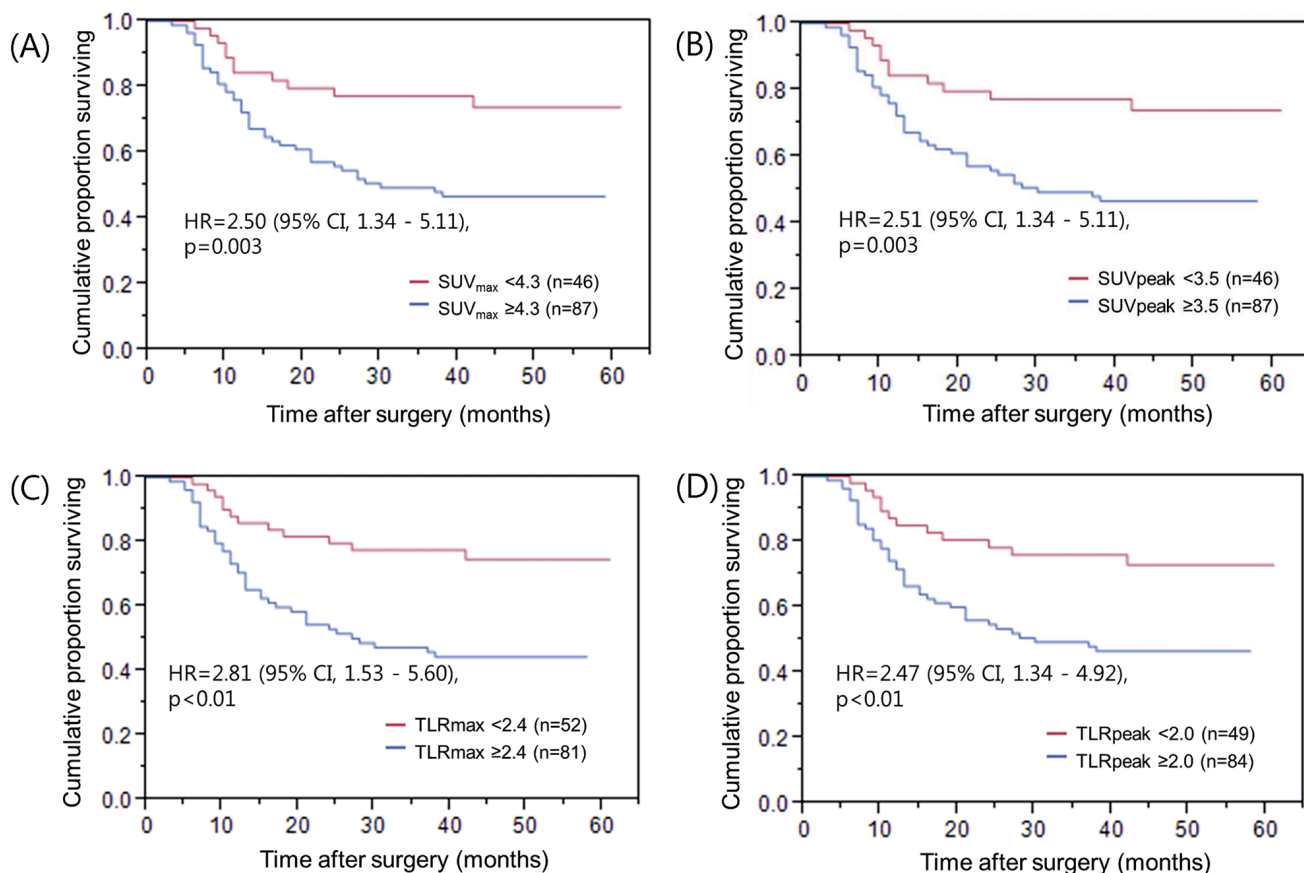 (A)
Cumulative proportion surviving
1.0
0.8
0.6
0.4
0.2
0.0
HR=2.50 (95% CI, 1.34 - 5.11),
p=0.003
SUVmax <4.3 (n=46)
SUVmax ≥4.3 (n=87)
0 10 20 30 40 50 60
Time after surgery (months)
(B)
Cumulative proportion surviving
1.0
0.8
0.6
0.4
0.2
0.0
HR=2.51 (95% CI, 1.34 - 5.11),
p=0.003
SUVpeak <3.5 (n=46)
SUVpeak ≥3.5 (n=87)
0 10 20 30 40 50 60
Time after surgery (months)
(C)
Cumulative proportion surviving
1.0
0.8
0.6
0.4
0.2
0.0
HR=2.81 (95% CI, 1.53 - 5.60),
p<0.01
TLRmax <2.4 (n=52)
TLRmax ≥2.4 (n=81)
0 10 20 30 40 50 60
Time after surgery (months)
(D)
Cumulative proportion surviving
1.0
0.8
0.6
0.4
0.2
0.0
HR=2.47 (95% CI, 1.34 - 4.92),
p<0.01
TLRpeak <2.0 (n=49)
TLRpeak ≥2.0 (n=84)
0 10 20 30 40 50 60
Time after surgery (months)